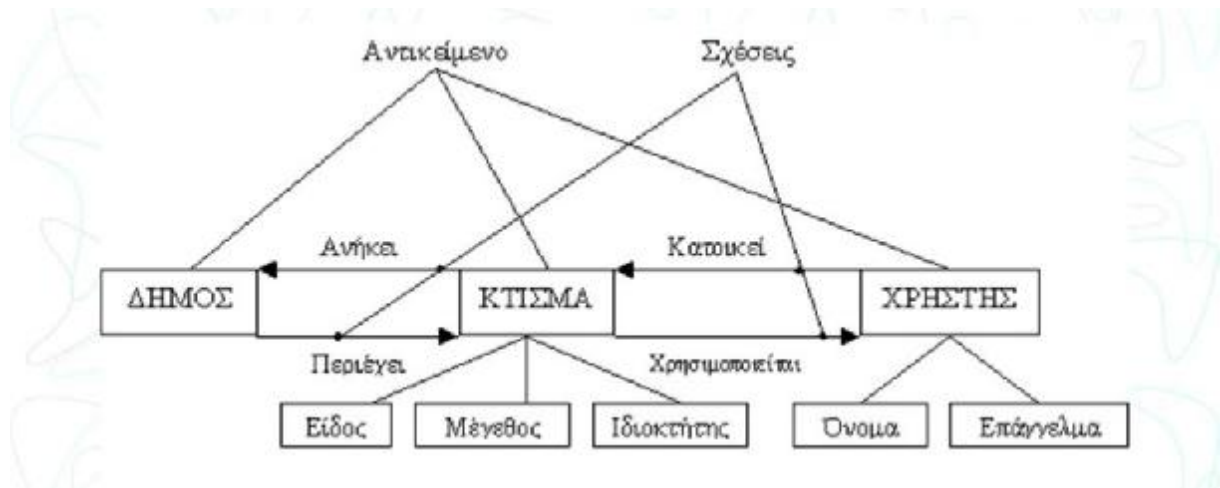 Αντικείμενο Σχέσεις
Ανήκει Κατοικεί
ΔΗΜΟΣ ΚΤΙΣΜΑ ΧΡΗΣΤΗΣ
Περιέχει Χρησιμοποιείται
Είδος Μέγεθος Ιδιοκτήτης Όνομα Επάγγελμα